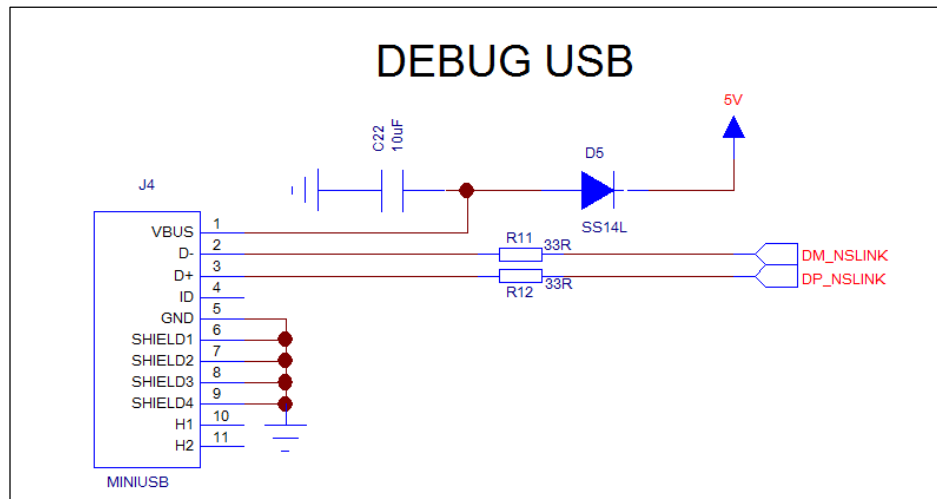 DEBUG USB
5V
C22
10uF
D5
J4
SS14L
VBUS 1
D- 2
R11 33R
DM_NSLINK
D+ 3
R12 33R
DP_NSLINK
ID 4
GND 5
SHIELD1 6
SHIELD2 7
SHIELD3 8
SHIELD4 9
H1 10
H2 11
MINIUSB